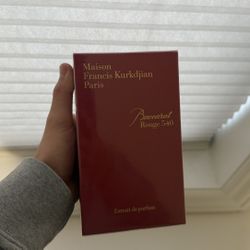 Maison
Francis Kurkdjian
Paris
Baccarat
Rouge 540
Extrait de parfum